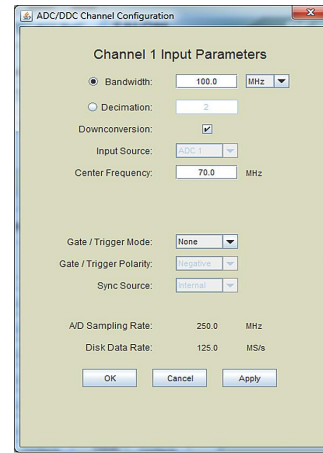 ADC/DDC Channel Configuration
Channel 1 Input Parameters
Bandwidth: 100.0 MHz
Decimation: 2
Downconversion:
Input Source: ADC 1
Center Frequency: 70.0 MHz
Gate / Trigger Mode: None
Gate / Trigger Polarity: Negative
Sync Source: Internal
A/D Sampling Rate: 250.0 MHz
Disk Data Rate: 125.0 MS/s
OK Cancel Apply